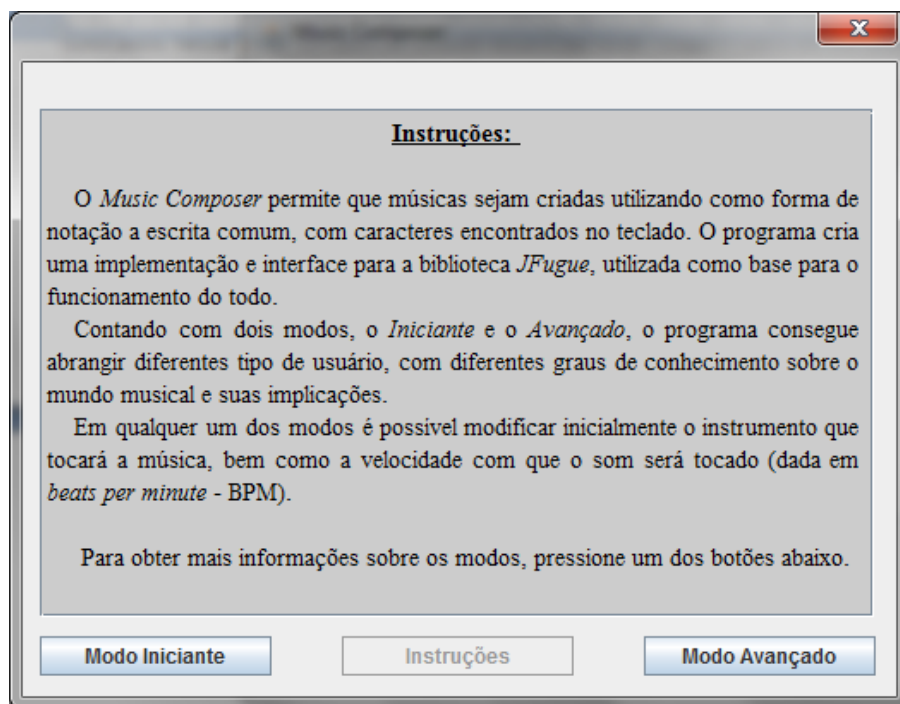 Instruções:
O Music Composer permite que músicas sejam criadas utilizando como forma de
notação a escrita comum, com caracteres encontrados no teclado. O programa cria
uma implementação e interface para a biblioteca JFugue, utilizada como base para o
funcionamento do todo.
Contando com dois modos, o Iniciante e o Avançado, o programa consegue
abrangir diferentes tipo de usuário, com diferentes graus de conhecimento sobre o
mundo musical e suas implicações.
Em qualquer um dos modos é possivel modificar inicialmente o instrumento que
tocará a música, bem como a velocidade com que o som será tocado (dada em
beats per minute - BPM).
Para obter mais informações sobre os modos, pressione um dos botões abaixo.
Modo Iniciante
Instruções
Modo Avançado